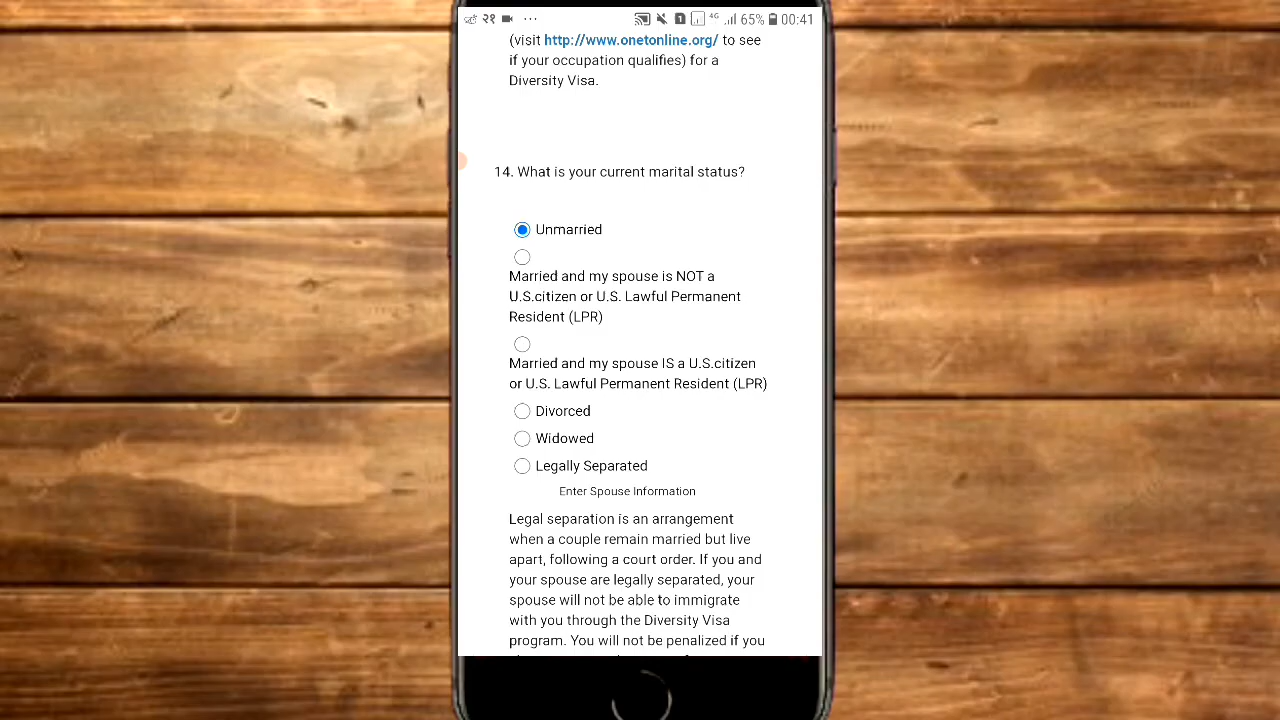 २१ ... 1 4G 65% 00:41
(visit http://www.onetonline.org/ to see
if your occupation qualifies) for a
Diversity Visa.
14. What is your current marital status?
Unmarried
Married and my spouse is NOT a
U.S.citizen or U.S. Lawful Permanent
Resident (LPR)
Married and my spouse IS a U.S.citizen
or U.S. Lawful Permanent Resident (LPR)
Divorced
Widowed
Legally Separated
Enter Spouse Information
Legal separation is an arrangement
when a couple remain married but live
apart, following a court order. If you and
your spouse are legally separated, your
spouse will not be able to immigrate
with you through the Diversity Visa
program. You will not be penalized if you